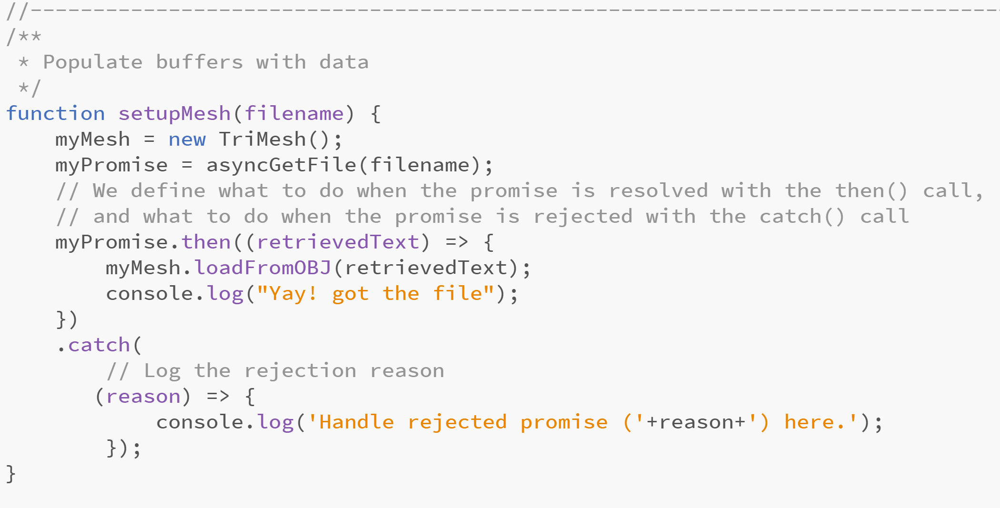 //-----------------------------------------------------------------------------
/**
 * Populate buffers with data
 */
function setupMesh(filename) {
    myMesh = new TriMesh();
    myPromise = asyncGetFile(filename);
    // We define what to do when the promise is resolved with the then() call,
    // and what to do when the promise is rejected with the catch() call
    myPromise.then((retrievedText) => {
        myMesh.loadFromOBJ(retrievedText);
        console.log("Yay! got the file");
    })
    .catch(
        // Log the rejection reason
       (reason) => {
            console.log('Handle rejected promise ('+reason+') here.');
        });
}